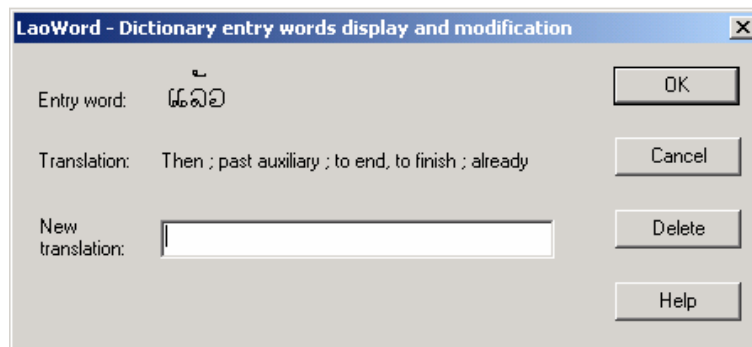 LaoWord - Dictionary entry words display and modification
Entry word: ແລ້ວ
OK
Translation: Then ; past auxiliary ; to end, to finish ; already
Cancel
New
translation:
Delete
Help